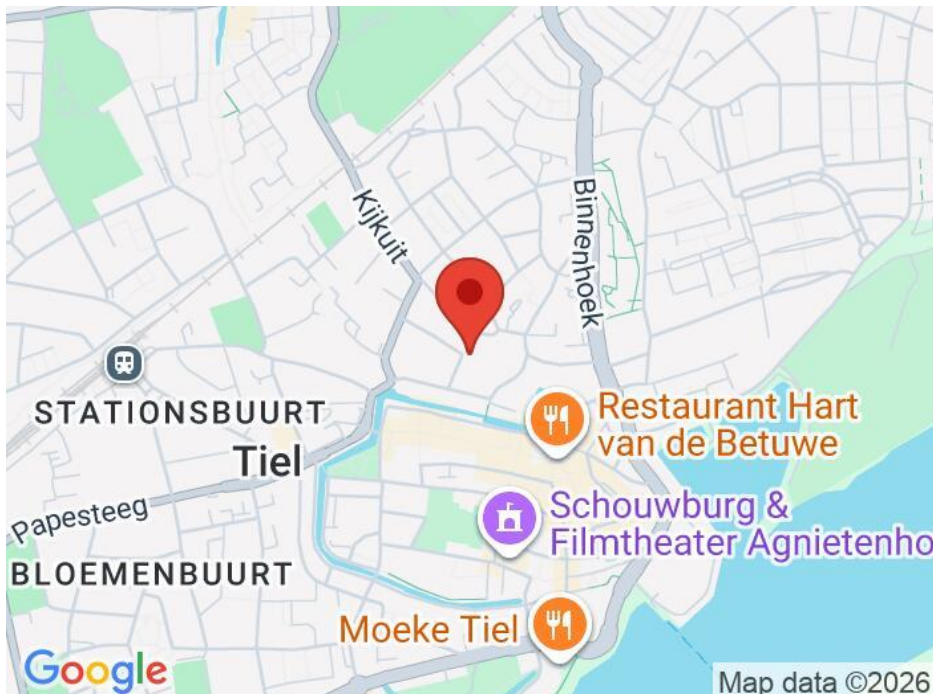 Kijkuit
Binnenhoek
STATIONSBUURT
Tiel
Restaurant Hart
van de Betuwe
Papesteeg
Schouwburg &
Filmtheater Agnietenho
BLOEMENBUURT
Moeke Tiel
Google
Map data ©2026